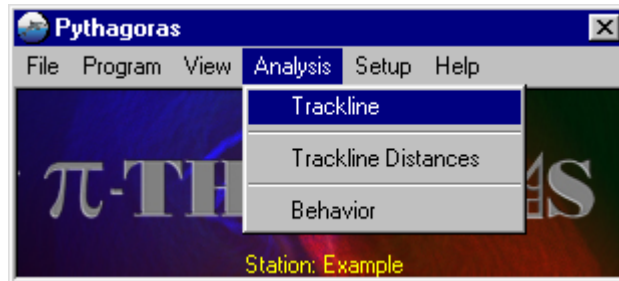 Pythagoras
File Program View Analysis Setup Help
Trackline
Trackline Distances
Behavior
Station: Example